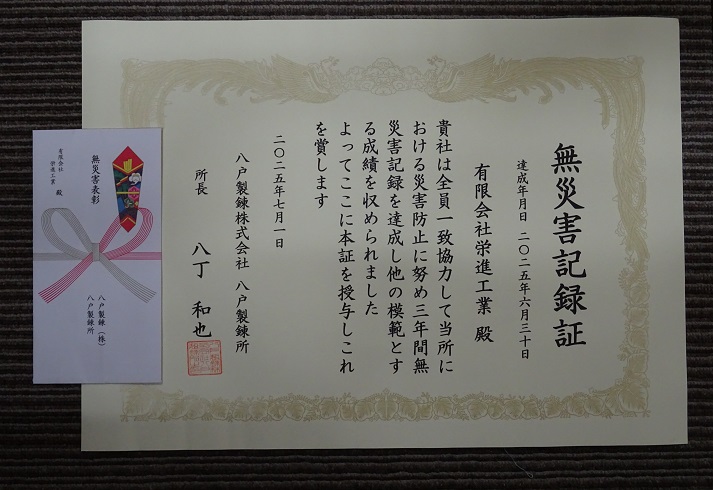 無災害記録証
達成年月日 二〇二五年六月三十日
有限会社栄進工業 殿
貴社は全員一致協力して当所に
おける災害防止に努め三年間無
災害記録を達成し他の模範とす
る成績を収められました
よってここに本証を授与しこれ
を賞します
二〇二五年七月一日
八戸製錬株式会社 八戸製錬所
所長 八丁 和也
無災害表彰
有限会社
栄進工業 殿
八戸製錬(株)
八戸製錬所